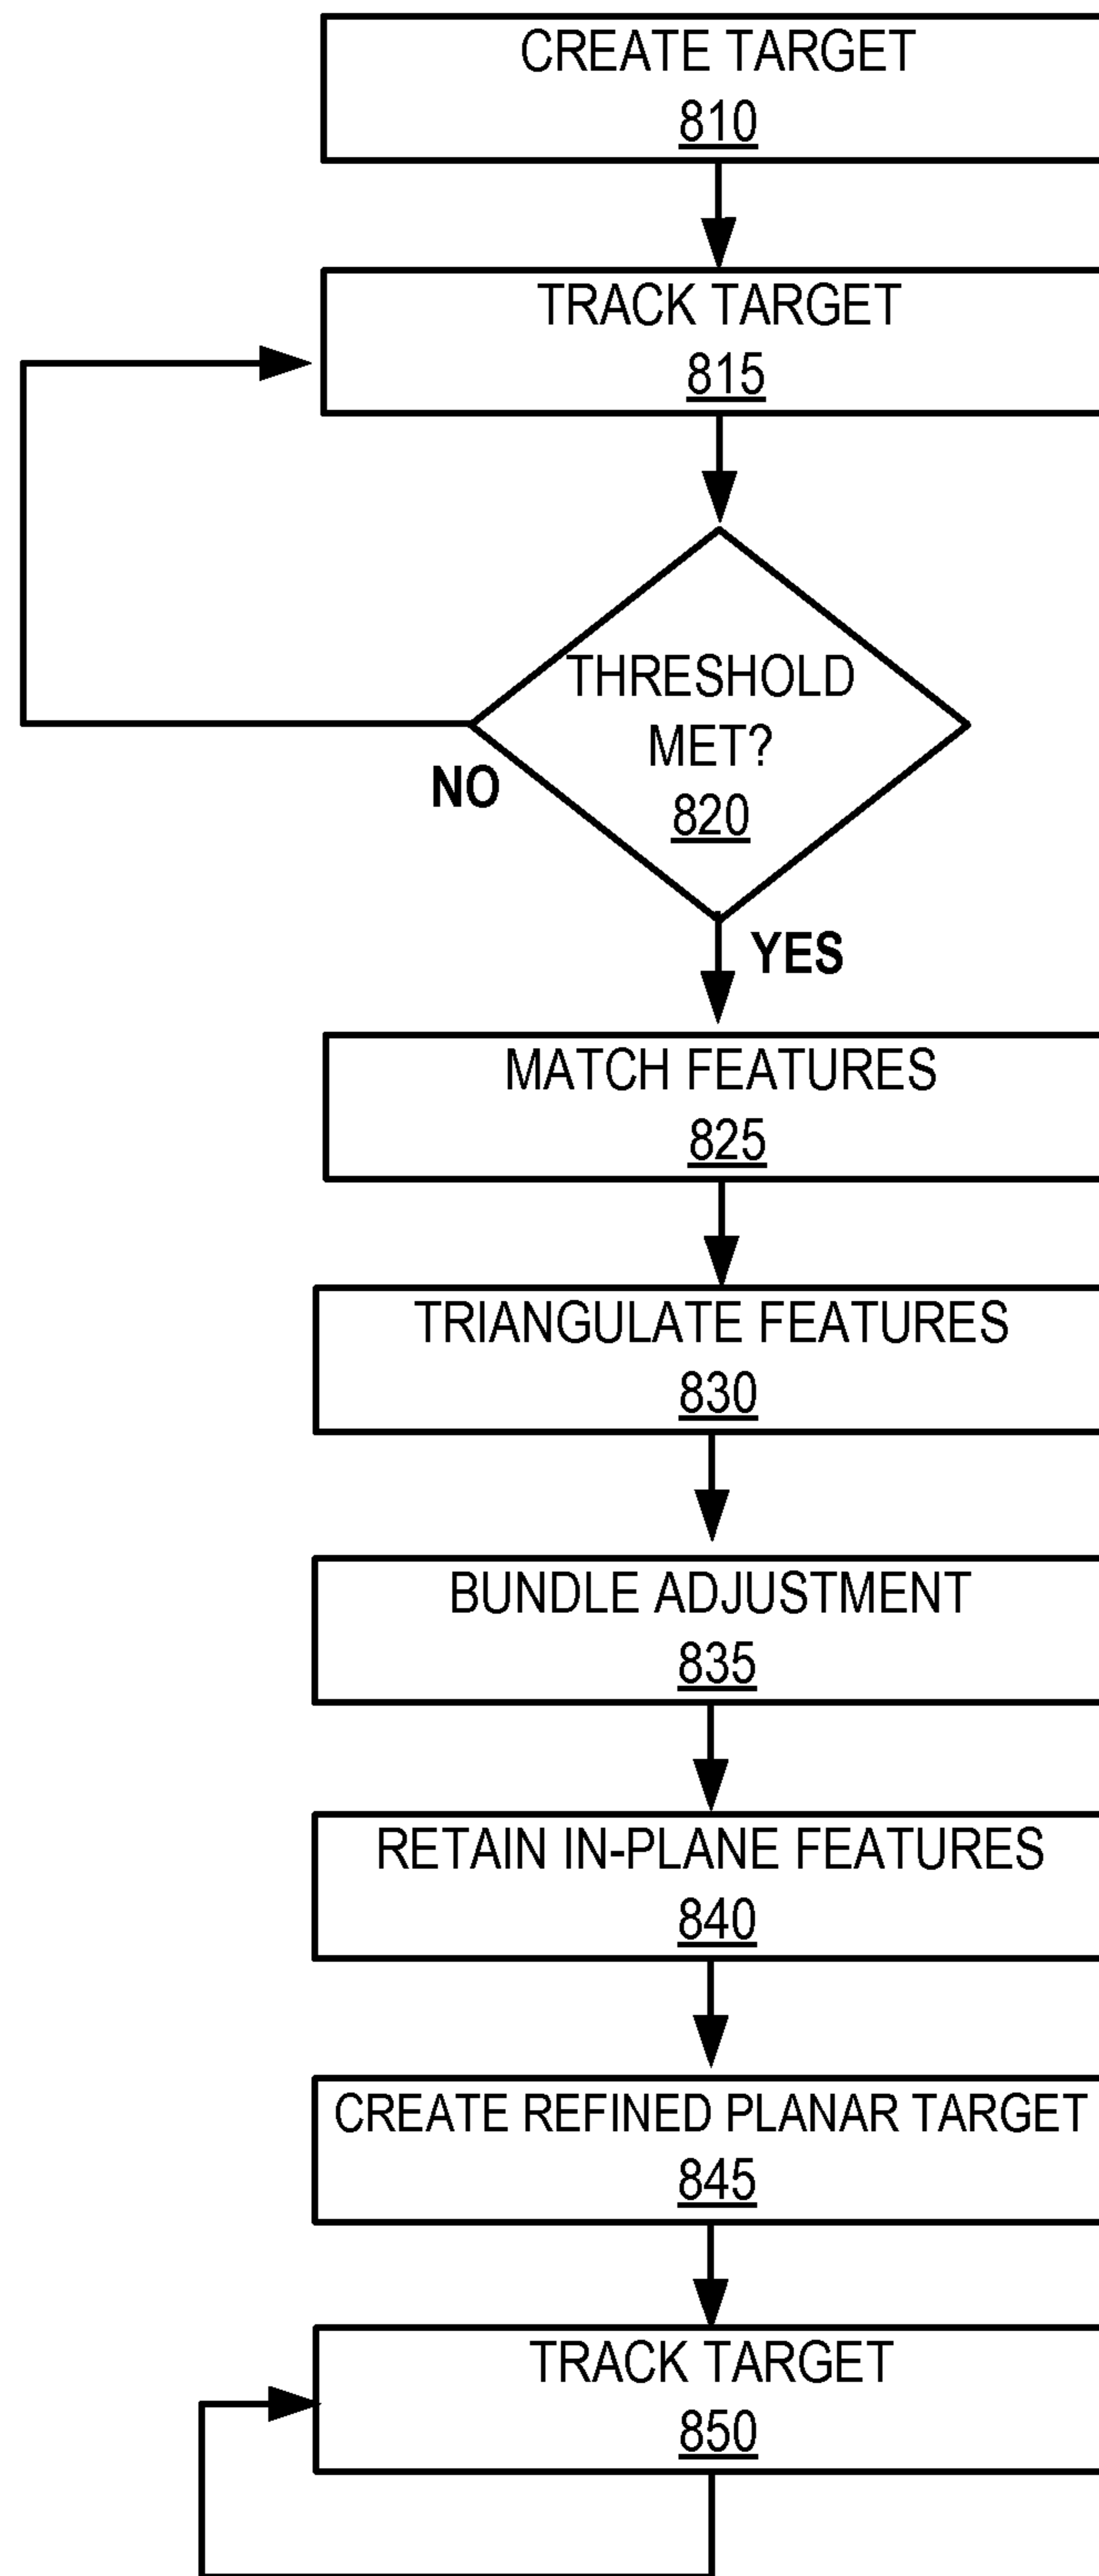 CREATE TARGET
810
TRACK TARGET
815
THRESHOLD
MET?
820
NO
YES
MATCH FEATURES
825
TRIANGULATE FEATURES
830
BUNDLE ADJUSTMENT
835
RETAIN IN-PLANE FEATURES
840
CREATE REFINED PLANAR TARGET
845
TRACK TARGET
850